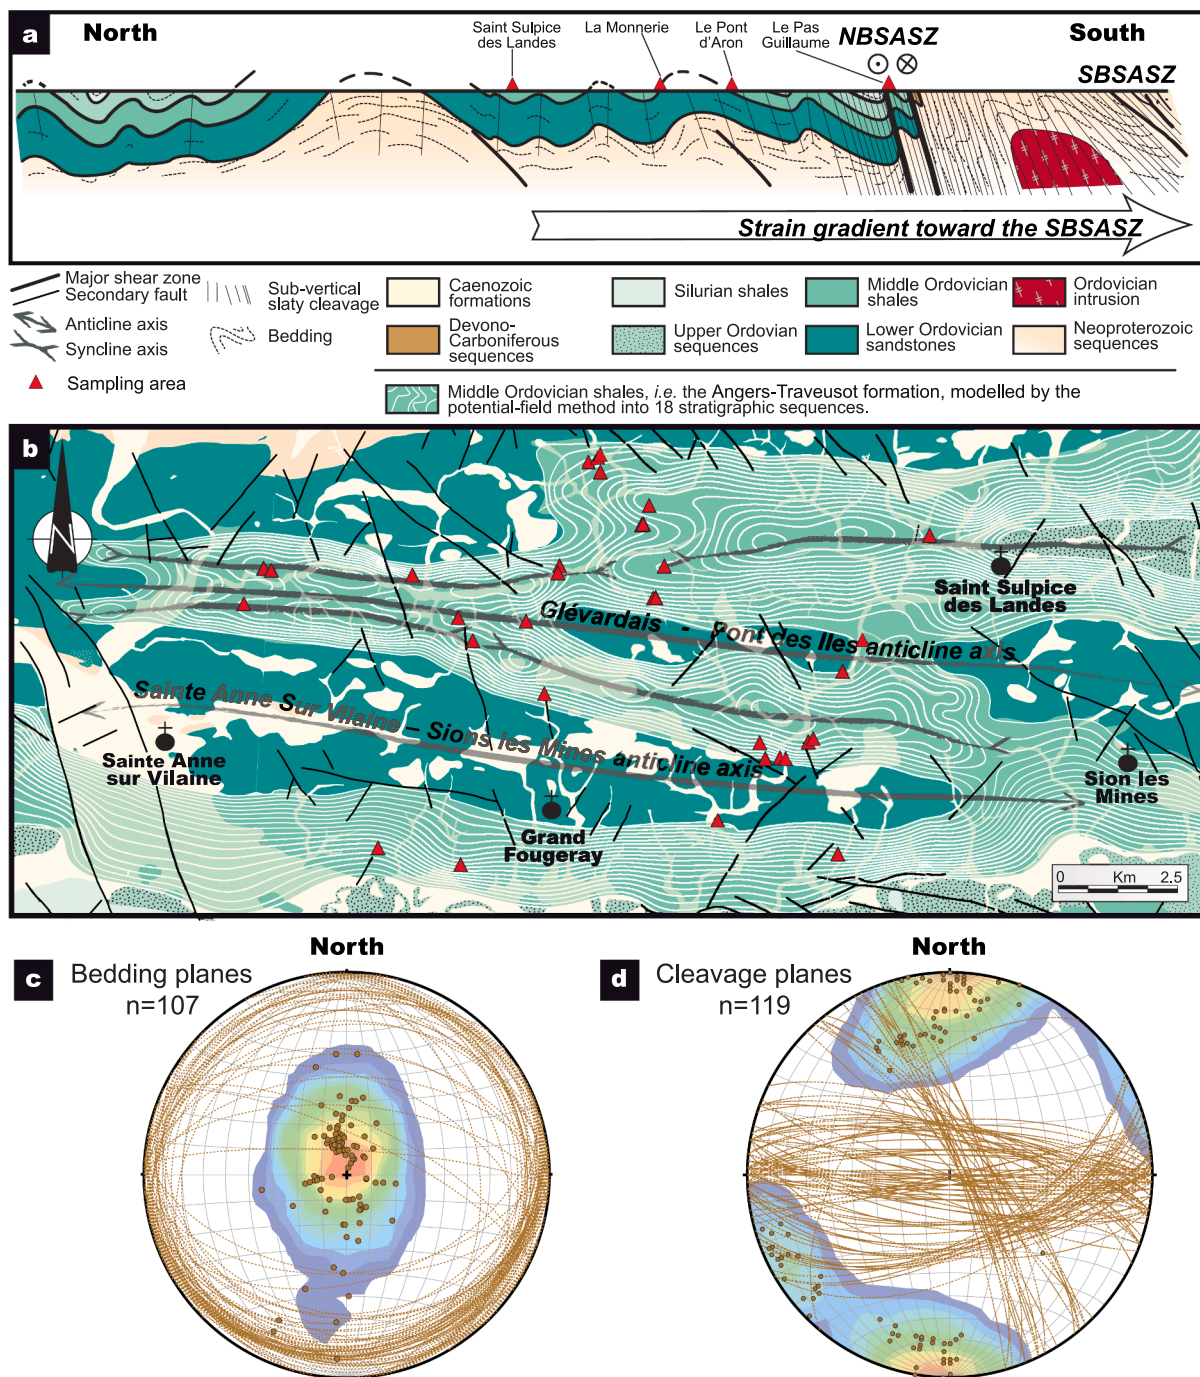 a
North
Saint Sulpice
des Landes
La Monnerie
Le Pont
d'Aron
Le Pas
Guillaume
NBSASZ
South
SBSASZ
Strain gradient toward the SBSASZ
Major shear zone
Secondary fault
Anticline axis
Syncline axis
Sampling area
Sub-vertical
slaty cleavage
Bedding
Caenozoic
formations
Devono-
Carboniferous
sequences
Silurian shales
Upper Ordovian
sequences
Middle Ordovician
shales
Lower Ordovician
sandstones
Ordovician
intrusion
Neoproterozoic
sequences
Middle Ordovician shales, i.e. the Angers-Traveusot formation, modelled by the
potential-field method into 18 stratigraphic sequences.
b
N
Saint Sulpice
des Landes
Glévardais - Pont des Iles anticline axis
Sainte Anne Sur Vilaine – Sions les Mines anticline axis
Sainte Anne
sur Vilaine
Sion les
Mines
Grand
Fougeray
0 Km 2.5
c
Bedding planes
n=107
North
d
Cleavage planes
n=119
North